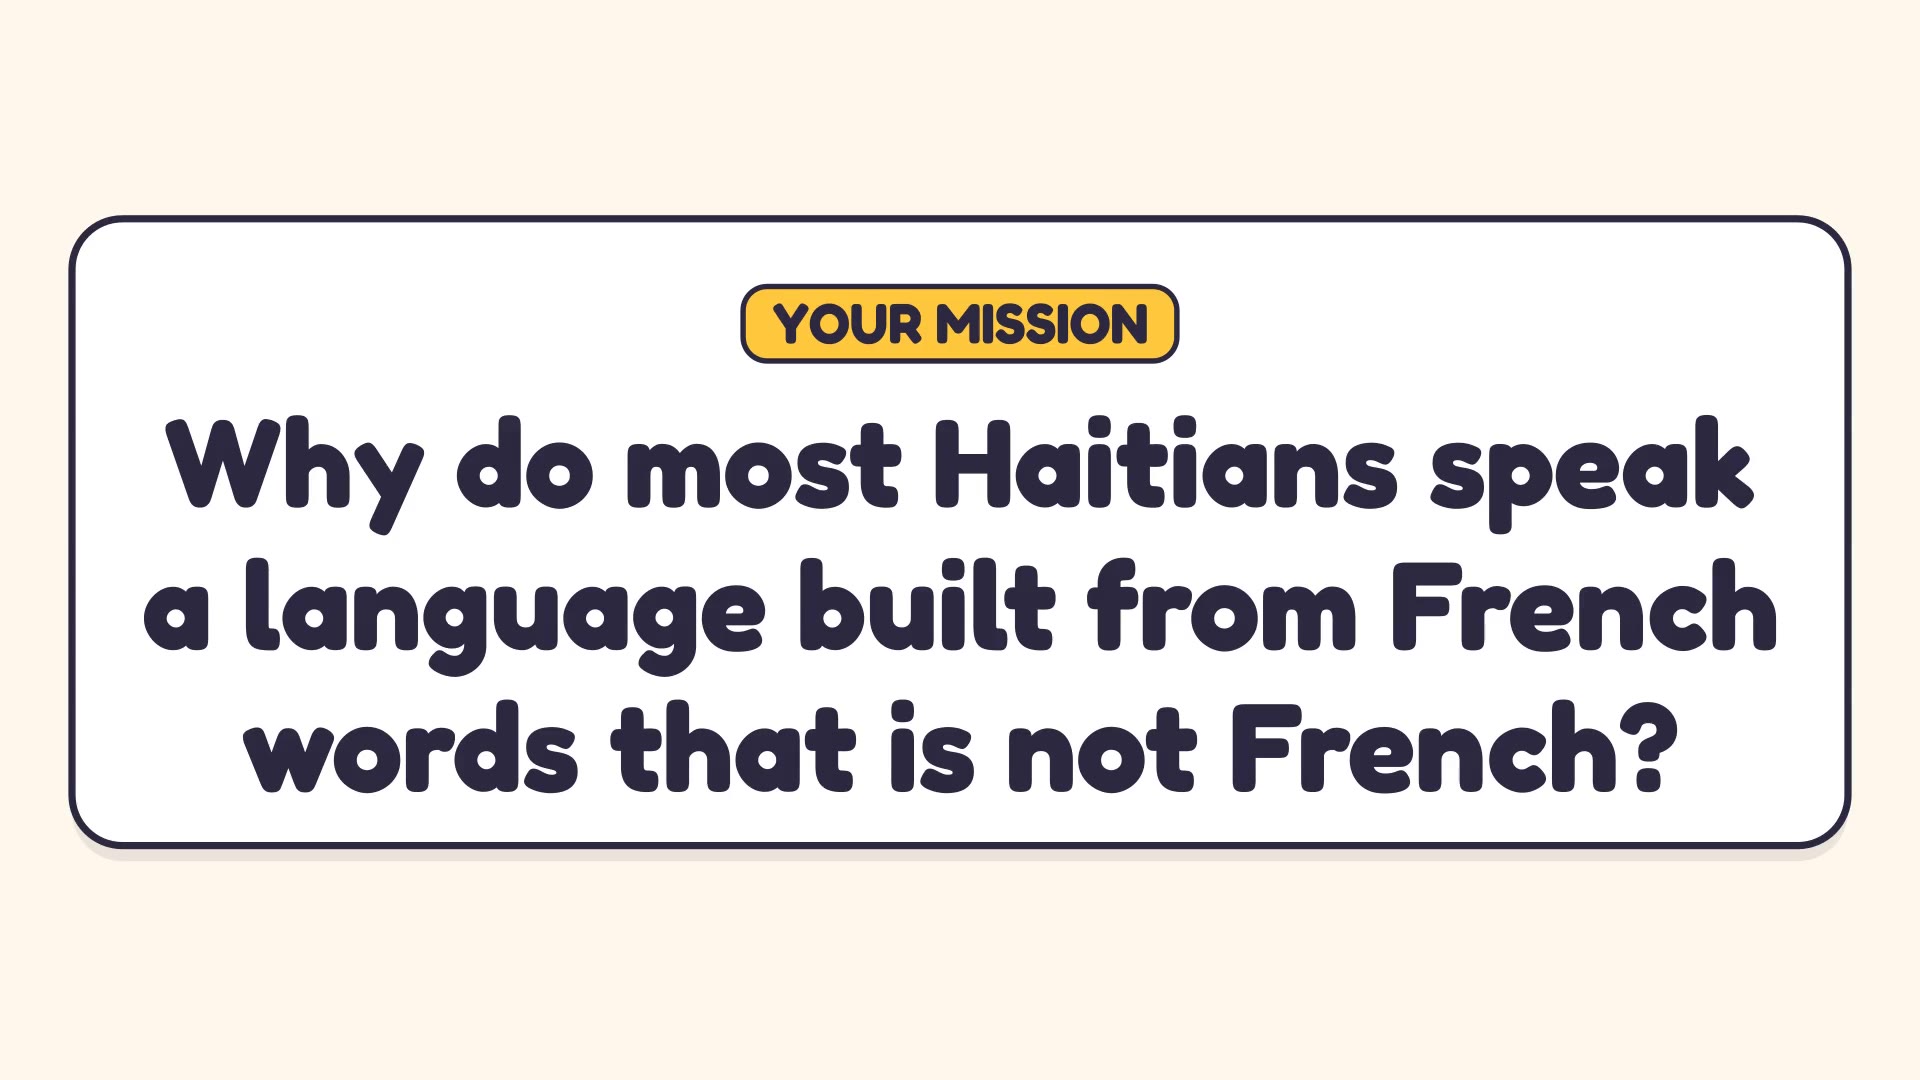 YOUR MISSION
Why do most Haitians speak
a language built from French
words that is not French?